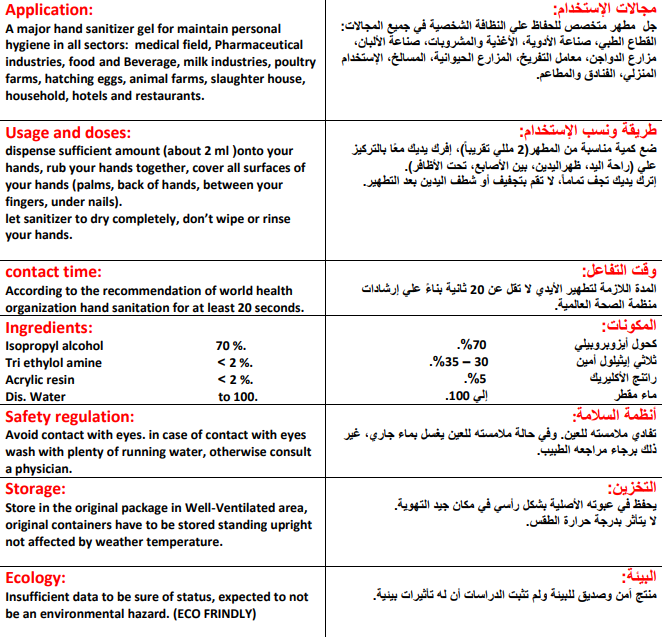 Application:
A major hand sanitizer gel for maintain personal
hygiene in all sectors: medical field, Pharmaceutical
industries, food and Beverage, milk industries, poultry
farms, hatching eggs, animal farms, slaughter house,
household, hotels and restaurants.
مجالات الإستخدام:
جل مطهر متخصص للحفاظ علي النظافة الشخصية في جميع المجالات:
القطاع الطبي، صناعة الأدوية، الأغذية والمشروبات، صناعة الألبان،
مزارع الدواجن، معامل التفريخ، المزارع الحيوانية، المسالخ، الإستخدام
المنزلي، الفنادق والمطاعم.
Usage and doses:
dispense sufficient amount (about 2 ml )onto your
hands, rub your hands together, cover all surfaces of
your hands (palms, back of hands, between your
fingers, under nails).
let sanitizer to dry completely, don’t wipe or rinse
your hands.
طريقة ونسب الإستخدام:
ضع كمية مناسبة من المطهر(2 مللي تقريباً)، إفرك يديك معًا بالتركيز
علي (راحة اليد، ظهراليدين، بين الأصابع، تحت الأظافر).
إترك يديك تجف تماماً، لا تقم بتجفيف أو شطف اليدين بعد التطهير.
contact time:
According to the recommendation of world health
organization hand sanitation for at least 20 seconds.
وقت التفاعل:
المدة اللازمة لتطهير الأيدي لا تقل عن 20 ثانية بناءً علي إرشادات
منظمة الصحة العالمية.
Ingredients:
Isopropyl alcohol 70 %.
Tri ethylol amine < 2 %.
Acrylic resin < 2 %.
Dis. Water to 100.
المكونات:
كحول أيزوبروبيلي 70%.
ثلاثي إيثيلول أمين 30 – 35%.
راتنج الأكليريك 5%.
ماء مقطر إلي 100.
Safety regulation:
Avoid contact with eyes. in case of contact with eyes
wash with plenty of running water, otherwise consult
a physician.
أنظمة السلامة:
تفادي ملامسته للعين. وفي حالة ملامسته للعين يغسل بماء جاري، غير
ذلك برجاء مراجعه الطبيب.
Storage:
Store in the original package in Well-Ventilated area,
original containers have to be stored standing upright
not affected by weather temperature.
التخزين:
يحفظ في عبوته الأصلية بشكل رأسي في مكان جيد التهوية.
لا يتأثر بدرجة حرارة الطقس.
Ecology:
Insufficient data to be sure of status, expected to not
be an environmental hazard. (ECO FRINDLY)
البيئة:
منتج أمن وصديق للبيئة ولم تثبت الدراسات أن له تأثيرات بيئية.